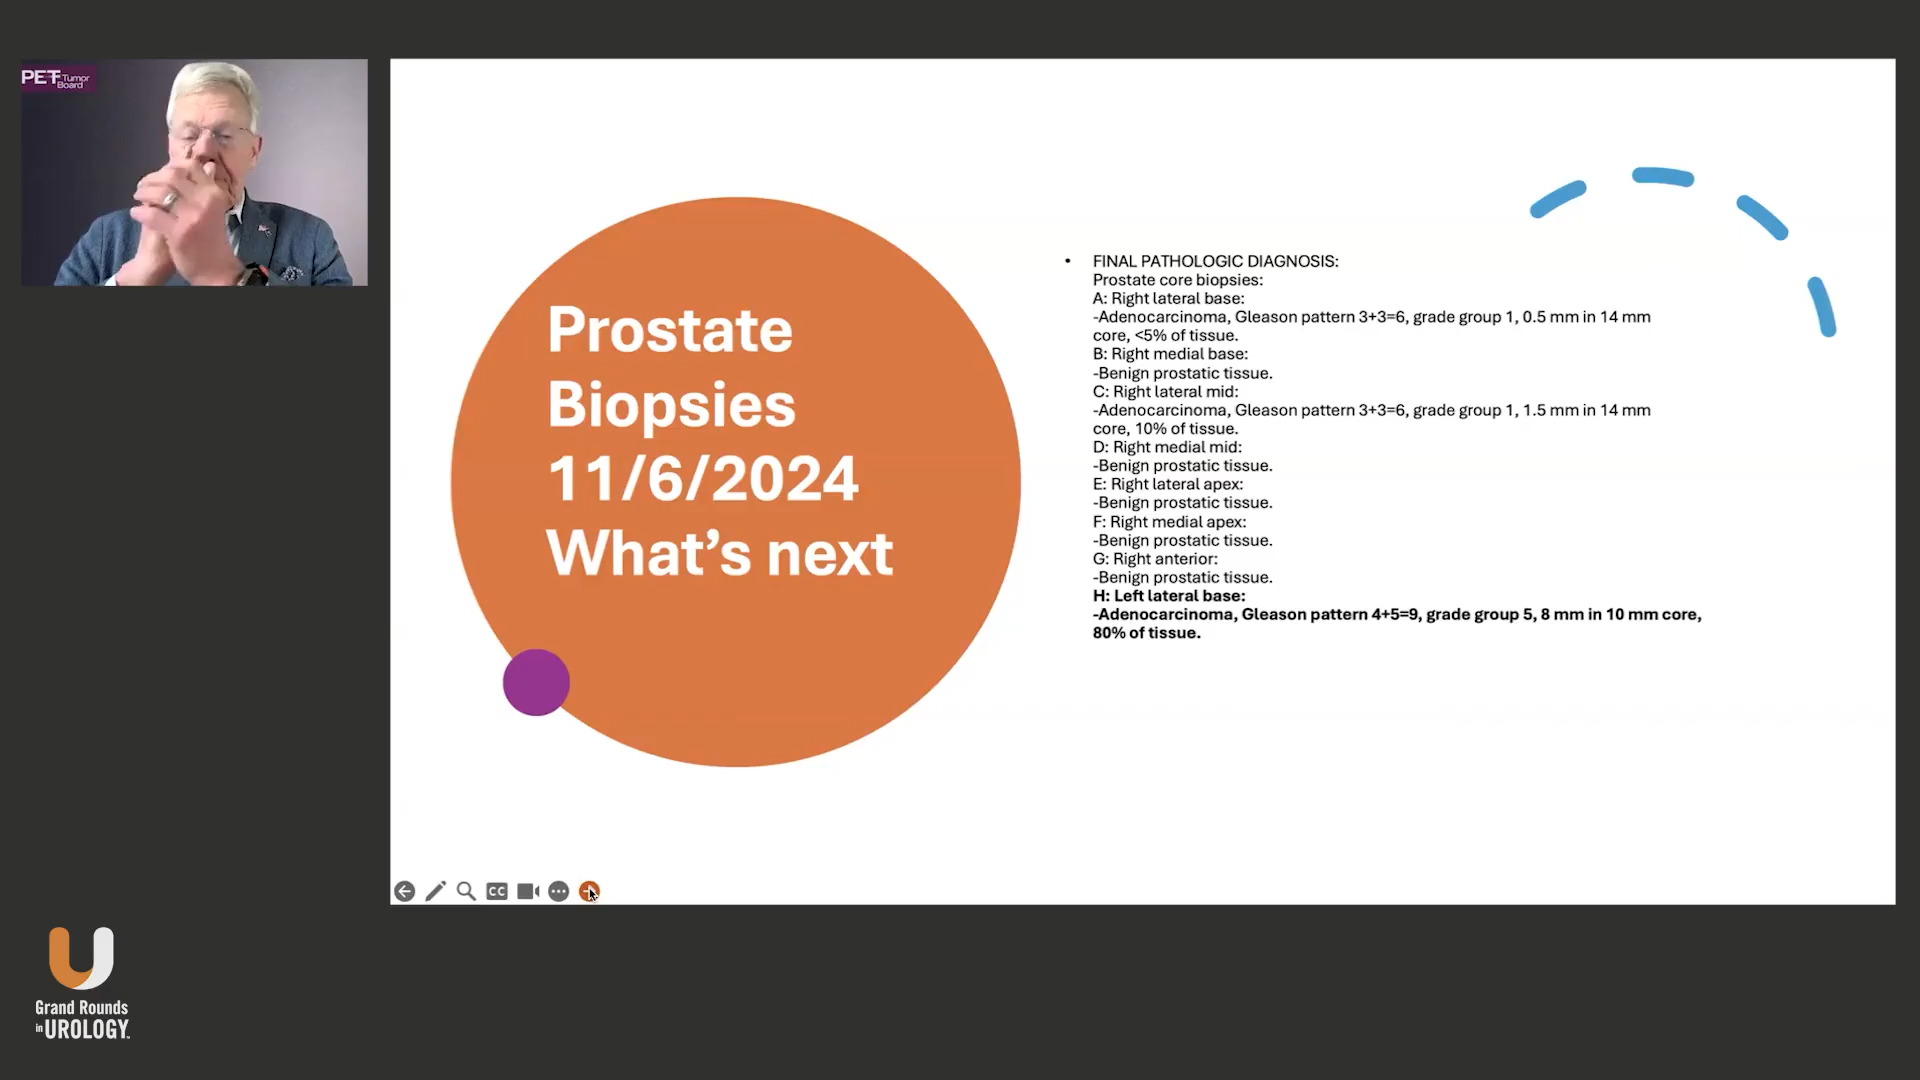 PET Tumor
Board
Prostate
Biopsies
11/6/2024
What's next
• FINAL PATHOLOGIC DIAGNOSIS:
Prostate core biopsies:
A: Right lateral base:
-Adenocarcinoma, Gleason pattern 3+3=6, grade group 1, 0.5 mm in 14 mm
core, <5% of tissue.
B: Right medial base:
-Benign prostatic tissue.
C: Right lateral mid:
-Adenocarcinoma, Gleason pattern 3+3=6, grade group 1, 1.5 mm in 14 mm
core, 10% of tissue.
D: Right medial mid:
-Benign prostatic tissue.
E: Right lateral apex:
-Benign prostatic tissue.
F: Right medial apex:
-Benign prostatic tissue.
G: Right anterior:
-Benign prostatic tissue.
H: Left lateral base:
-Adenocarcinoma, Gleason pattern 4+5=9, grade group 5, 8 mm in 10 mm core,
80% of tissue.
CC
U
Grand Rounds
in UROLOGY